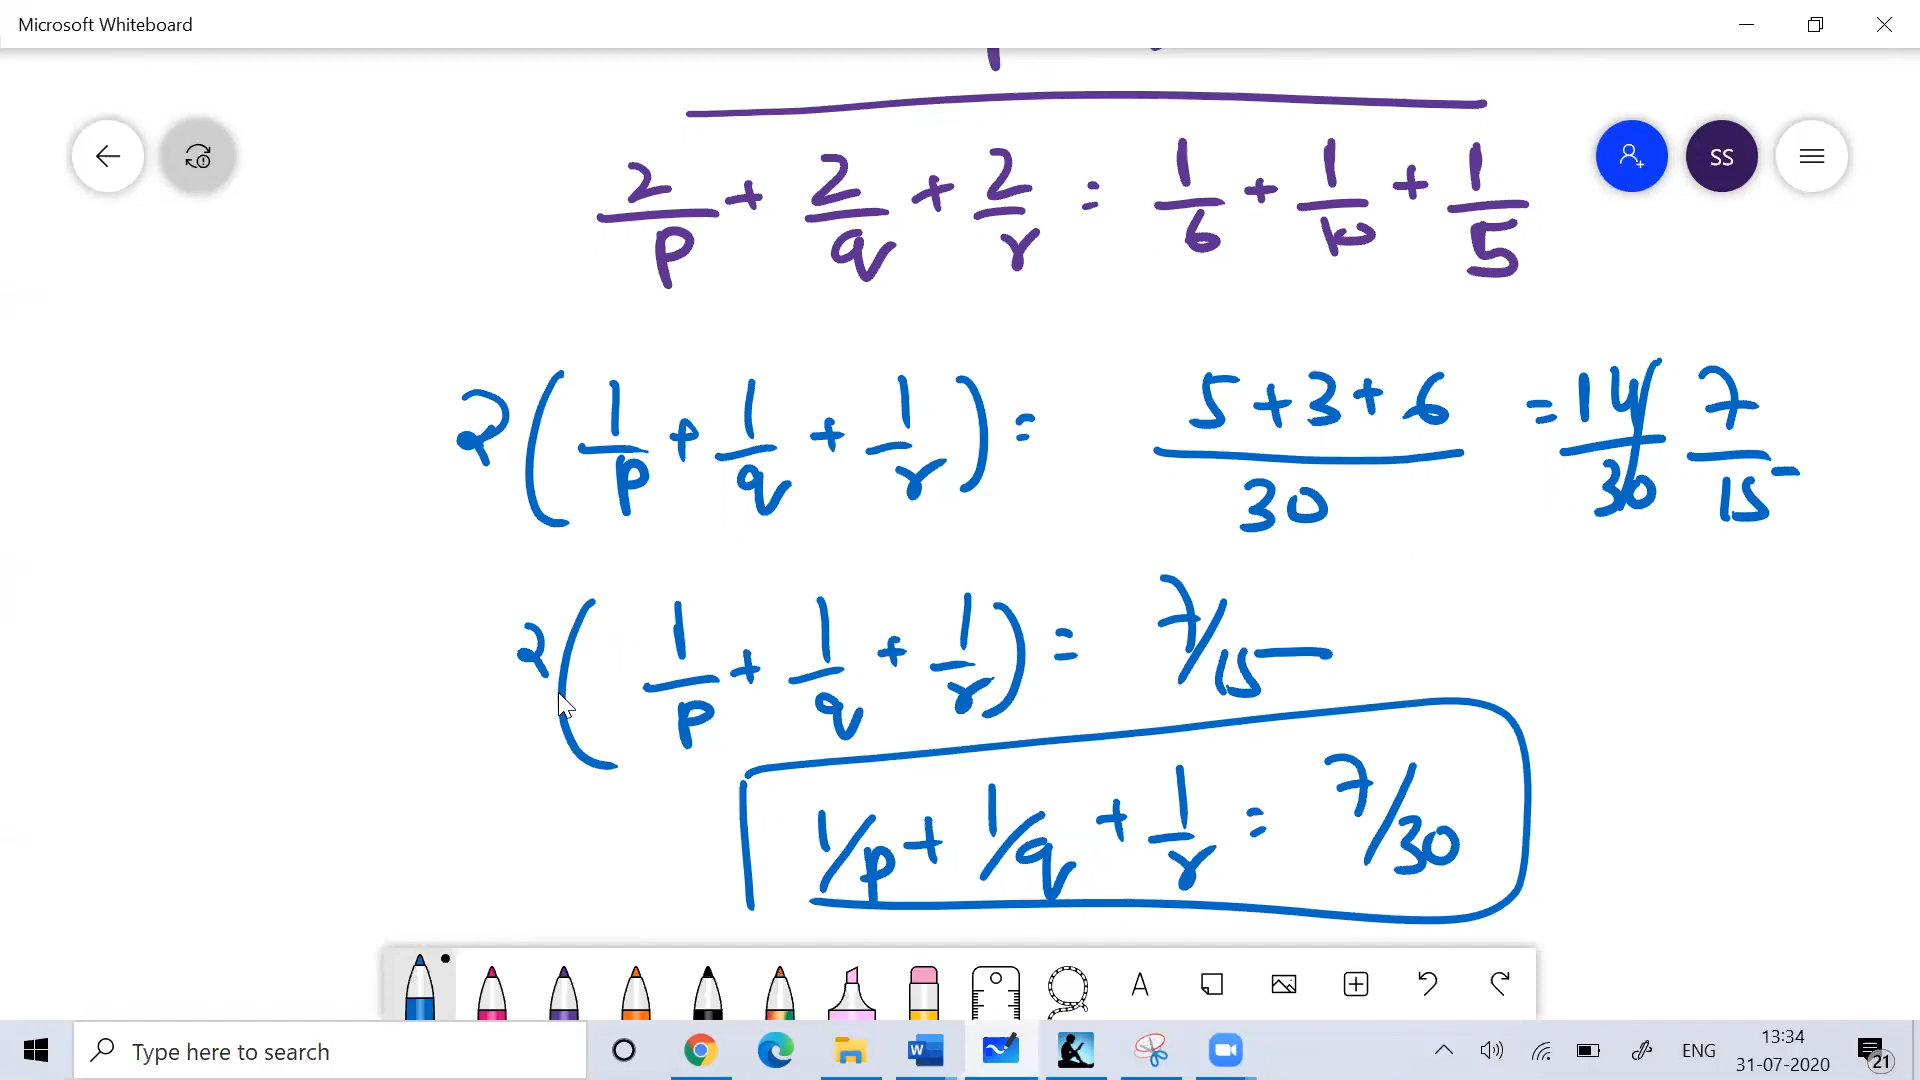 Microsoft Whiteboard
SS
2/p + 2/q + 2/r = 1/6 + 1/10 + 1/5
2(1/p + 1/q + 1/r) = (5+3+6)/30 = 14/30 7/15
2(1/p + 1/q + 1/r) = 7/15
1/p + 1/q + 1/r = 7/30
A
Type here to search
W
ENG
13:34
31-07-2020
21